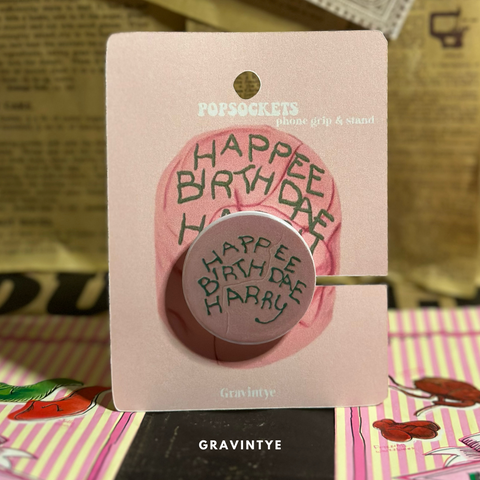 POPSOCKETS
phone grip & stand
HAPPEE
BIRTHDAE
HAPPEE
BIRTHDAE
HARRY
Gravintye
GRAVINTYE